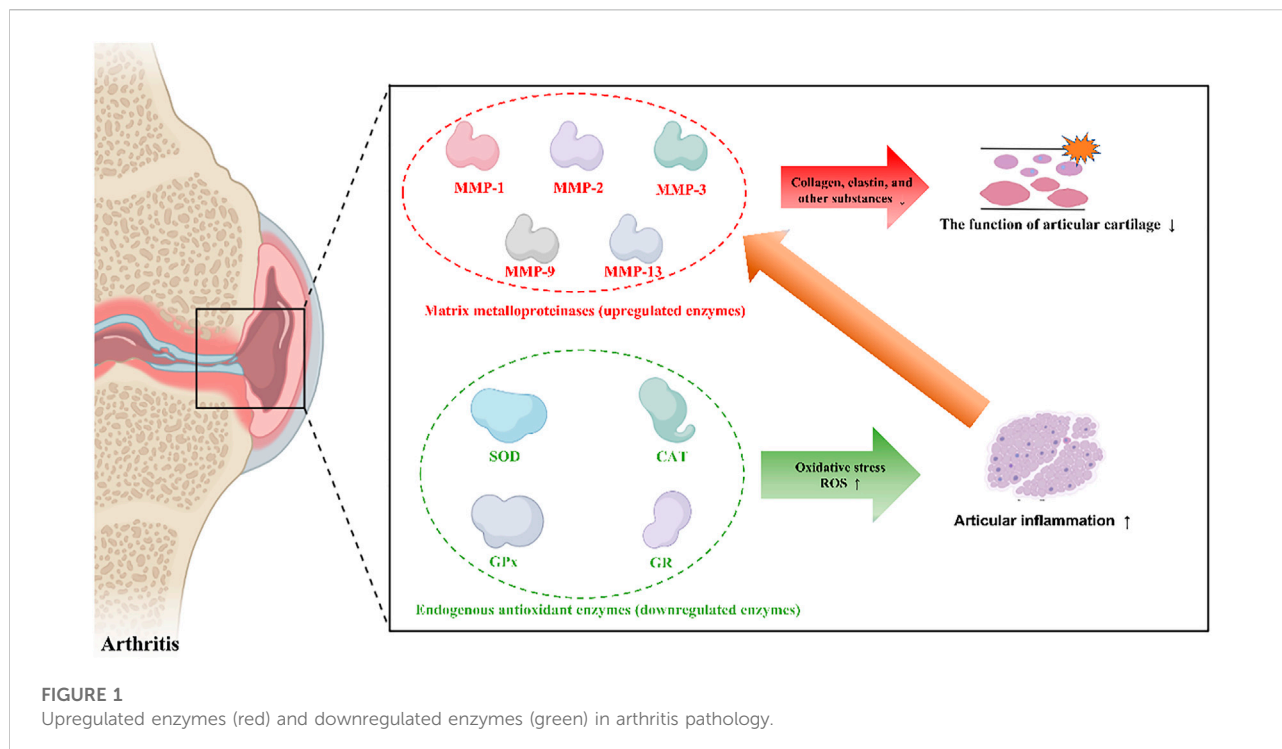 MMP-1
MMP-2
MMP-3
MMP-9
MMP-13
Matrix metalloproteinases (upregulated enzymes)
Collagen, elastin, and
other substances ↓
The function of articular cartilage ↓
SOD
CAT
GPx
GR
Endogenous antioxidant enzymes (downregulated enzymes)
Oxidative stress
ROS ↑
Articular inflammation ↑
Arthritis
FIGURE 1
Upregulated enzymes (red) and downregulated enzymes (green) in arthritis pathology.